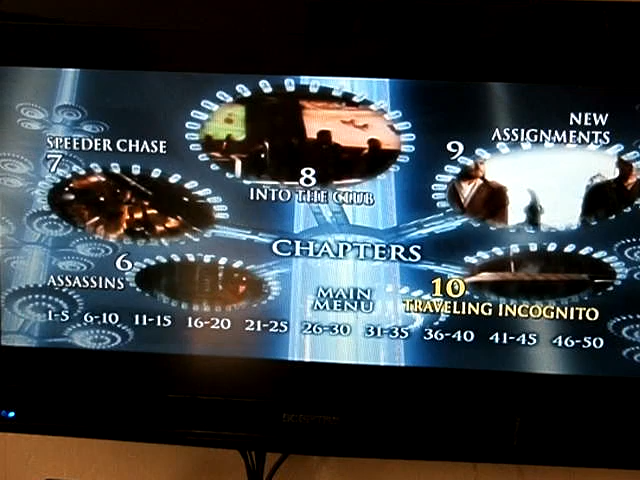 SPEEDER CHASE
7
8
INTO THE CLUB
NEW
ASSIGNMENTS
9
CHAPTERS
6
ASSASSINS
MAIN
MENU
10
TRAVELING INCOGNITO
1-5 6-10 11-15 16-20 21-25 26-30 31-35 36-40 41-45 46-50